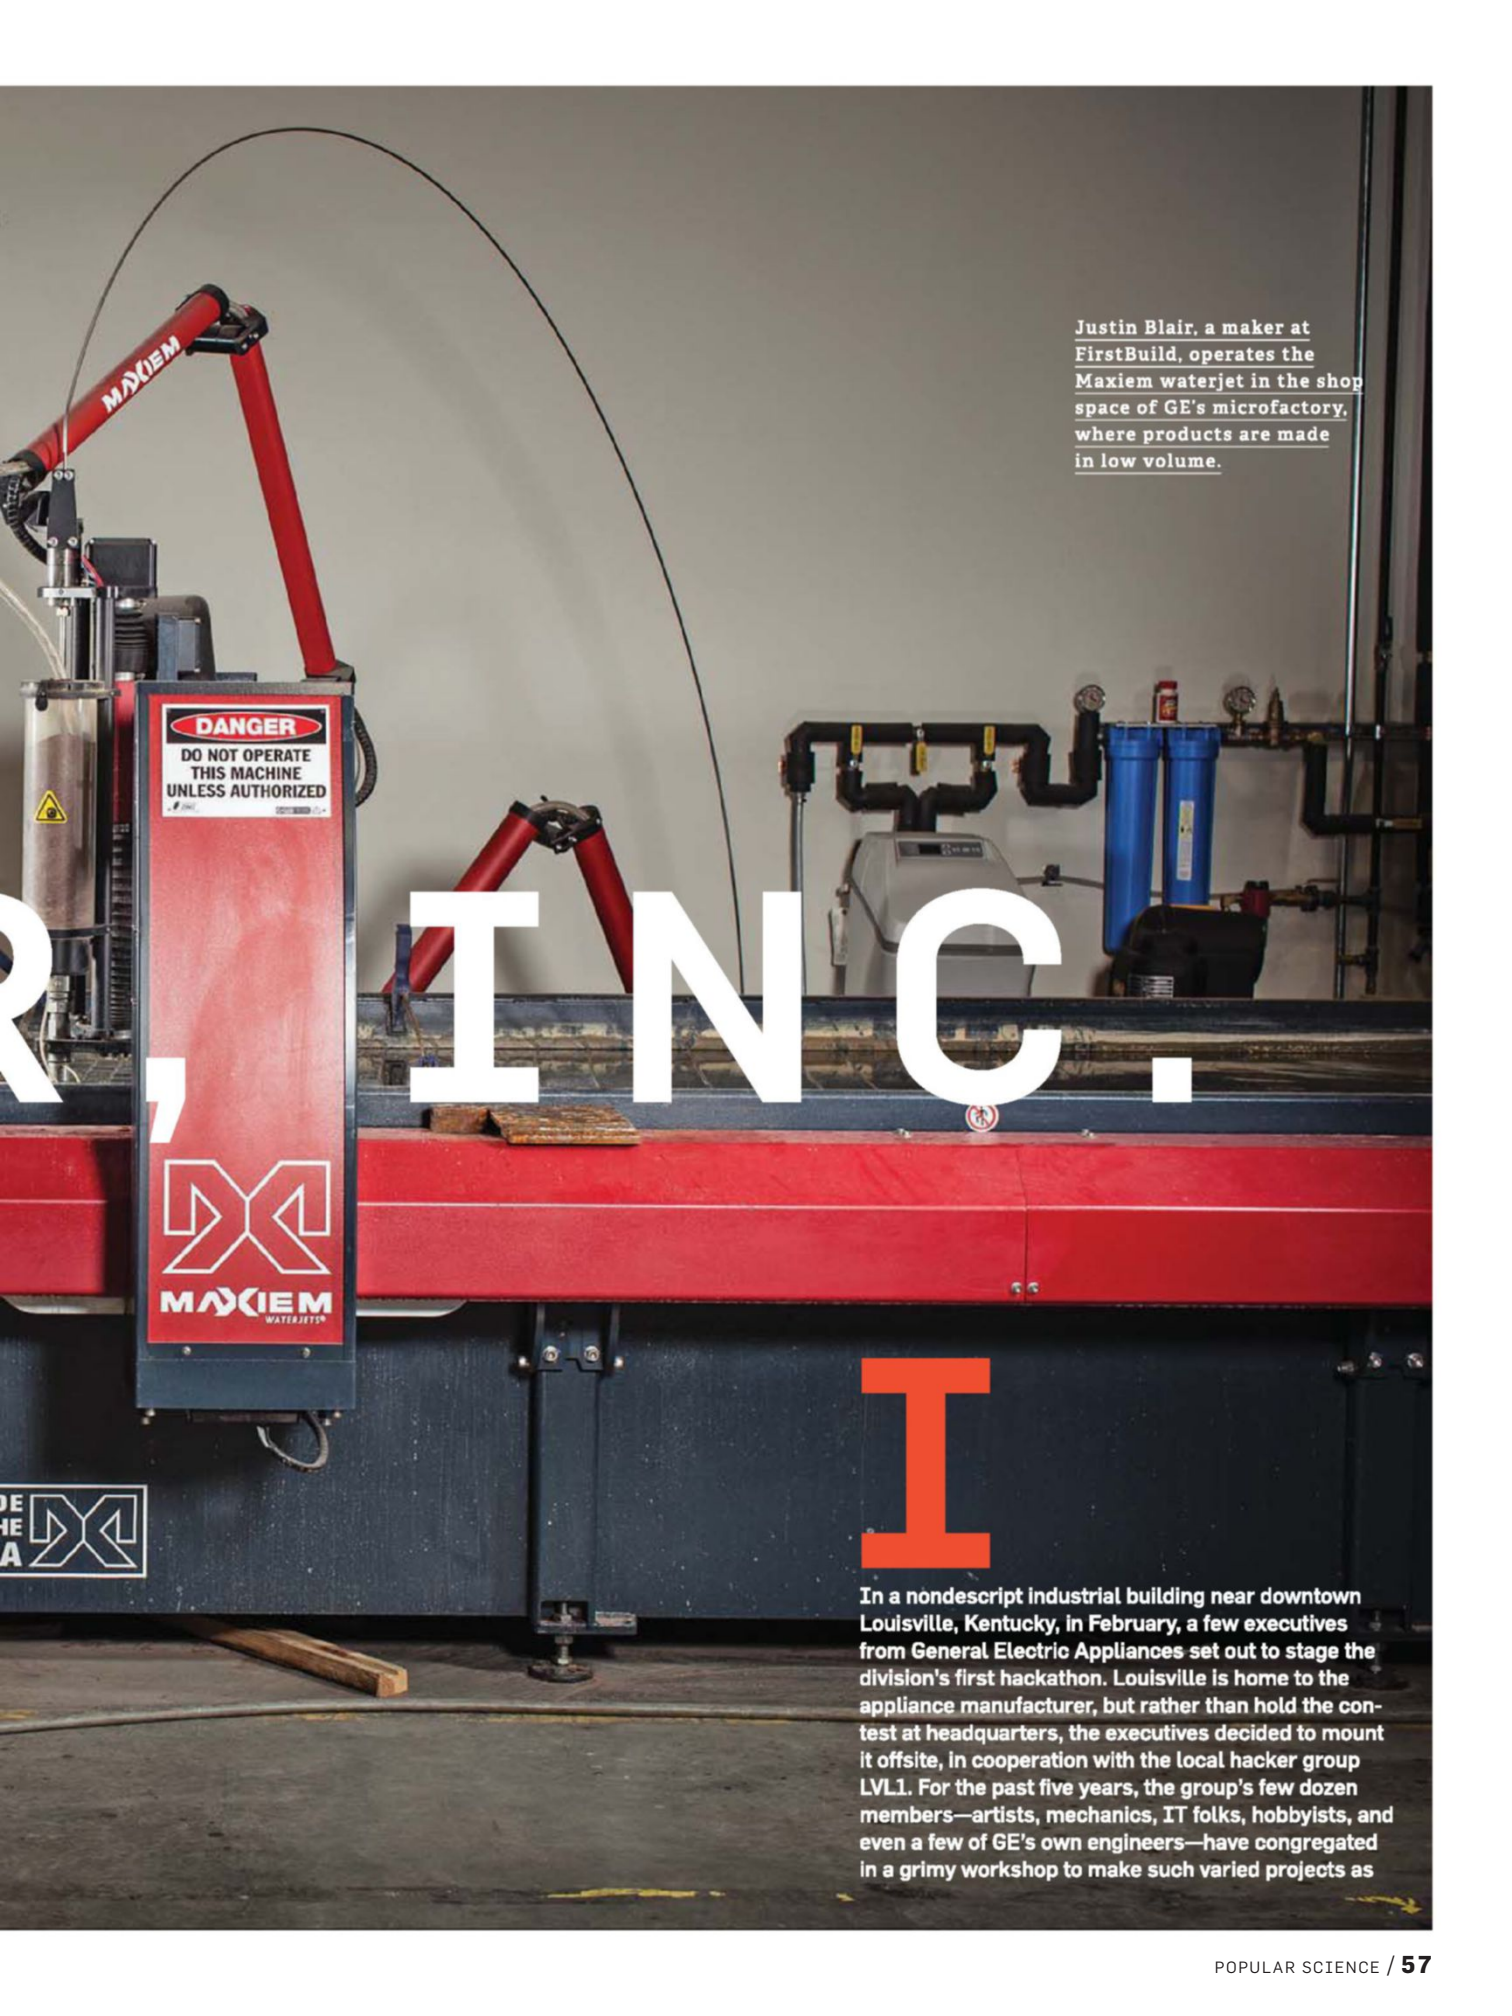 Justin Blair, a maker at
FirstBuild, operates the
Maxiem waterjet in the shop
space of GE's microfactory,
where products are made
in low volume.
MAXIEM
DANGER
DO NOT OPERATE
THIS MACHINE
UNLESS AUTHORIZED
R, INC.
MAXIEM
WATERJETS®
DE
HE
A
I
In a nondescript industrial building near downtown
Louisville, Kentucky, in February, a few executives
from General Electric Appliances set out to stage the
division's first hackathon. Louisville is home to the
appliance manufacturer, but rather than hold the con-
test at headquarters, the executives decided to mount
it offsite, in cooperation with the local hacker group
LVL1. For the past five years, the group's few dozen
members—artists, mechanics, IT folks, hobbyists, and
even a few of GE's own engineers—have congregated
in a grimy workshop to make such varied projects as
POPULAR SCIENCE / 57